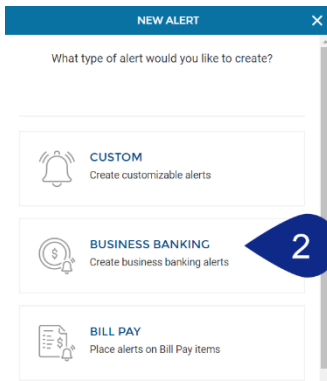 NEW ALERT
×
What type of alert would you like to create?
CUSTOM
Create customizable alerts
$
BUSINESS BANKING
Create business banking alerts
2
$
BILL PAY
Place alerts on Bill Pay items